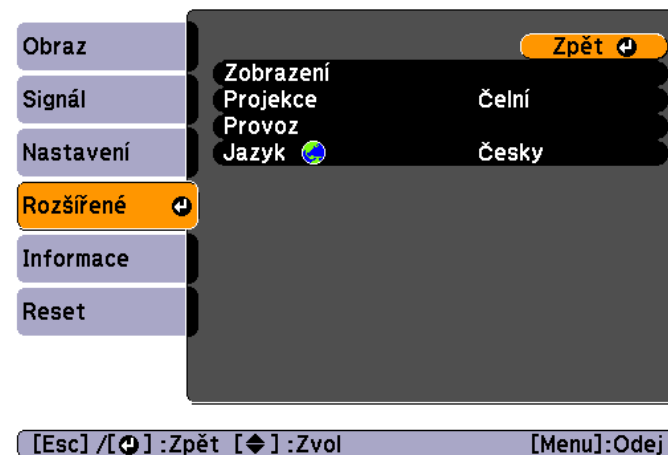 Obraz
Signál
Nastavení
Rozšířené
Informace
Reset
Zpět
Zobrazení
Projekce Čelní
Provoz
Jazyk Česky
[Esc] /[ ] :Zpět [ ] :Zvol [Menu]:Odej